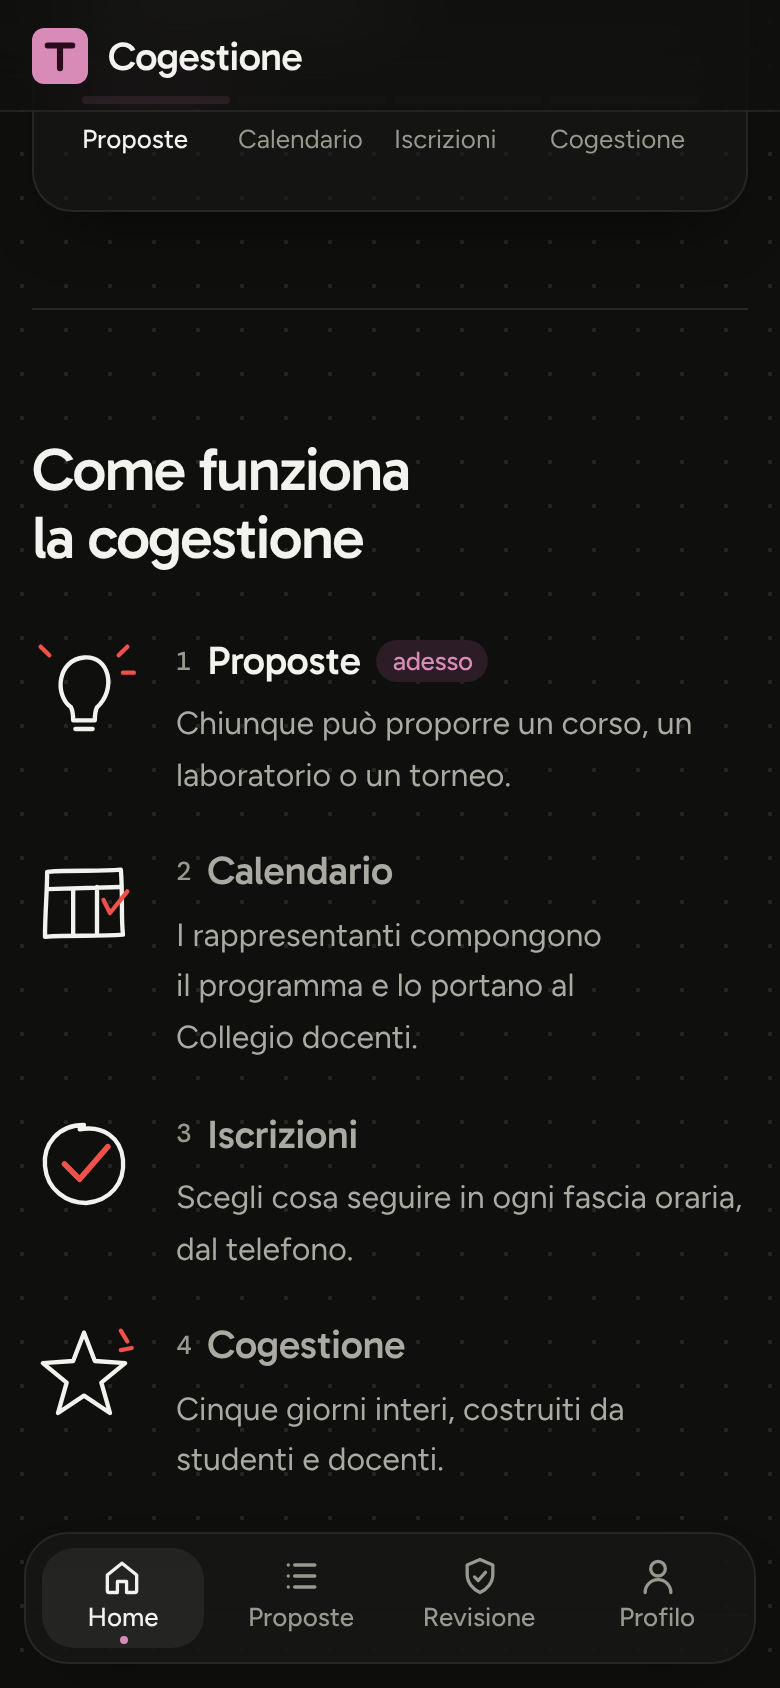 T Cogestione
Proposte Calendario Iscrizioni Cogestione
Come funziona
la cogestione
1 Proposte adesso
Chiunque può proporre un corso, un
laboratorio o un torneo.
2 Calendario
I rappresentanti compongono
il programma e lo portano al
Collegio docenti.
3 Iscrizioni
Scegli cosa seguire in ogni fascia oraria,
dal telefono.
4 Cogestione
Cinque giorni interi, costruiti da
studenti e docenti.
Home Proposte Revisione Profilo